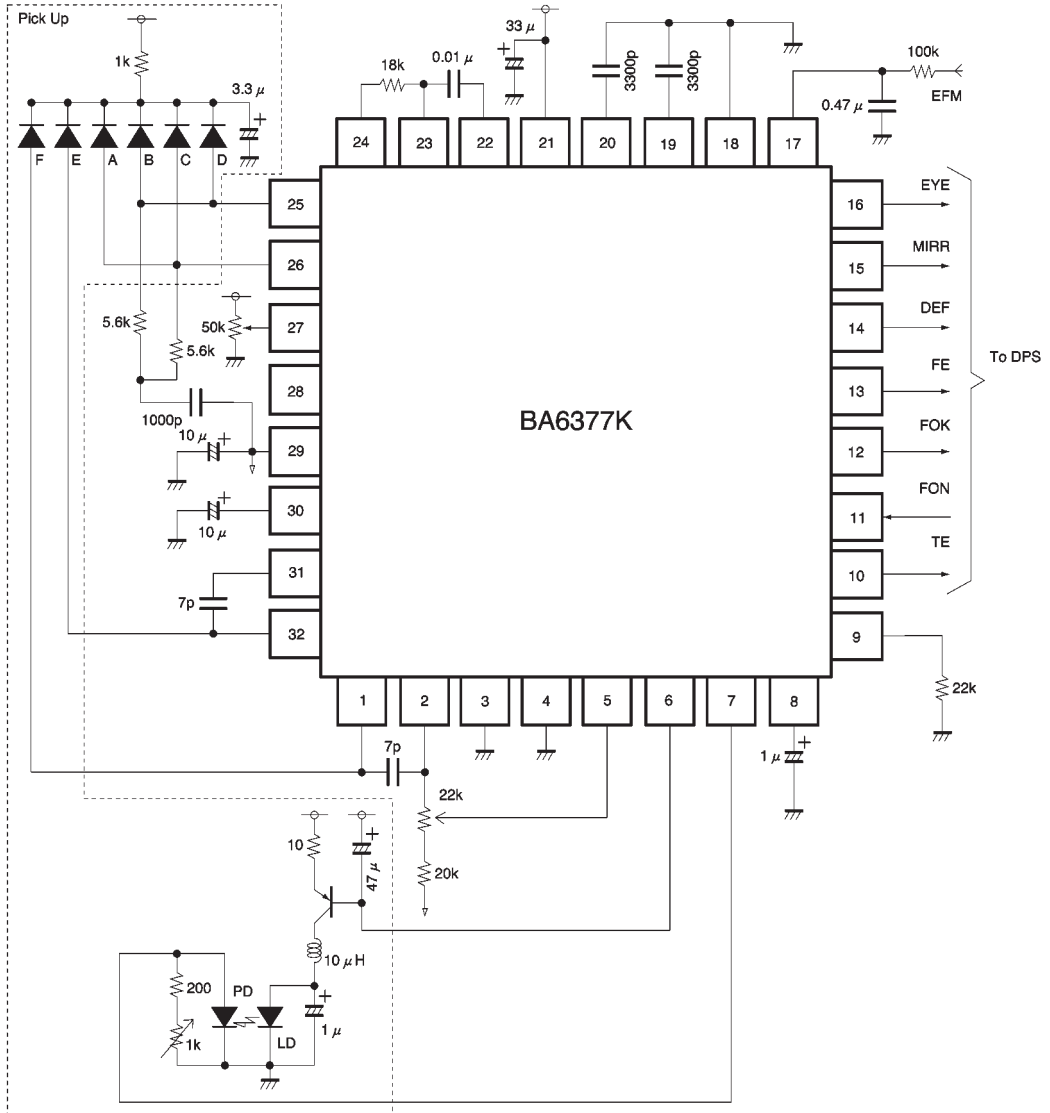 Pick Up
1k
3.3 μ
F
E
A
B
C
D
33 μ
18k
0.01 μ
3300p
3300p
100k
EFM
0.47 μ
24
23
22
21
20
19
18
17
25
26
27
28
29
30
31
32
16
15
14
13
12
11
10
9
EYE
MIRR
DEF
FE
FOK
FON
TE
To DPS
5.6k
5.6k
50k
1000p
10 μ
10 μ
7p
BA6377K
22k
1
2
3
4
5
6
7
8
7p
1 μ
22k
20k
10
47 μ
10 μH
200
PD
1k
LD
1 μ